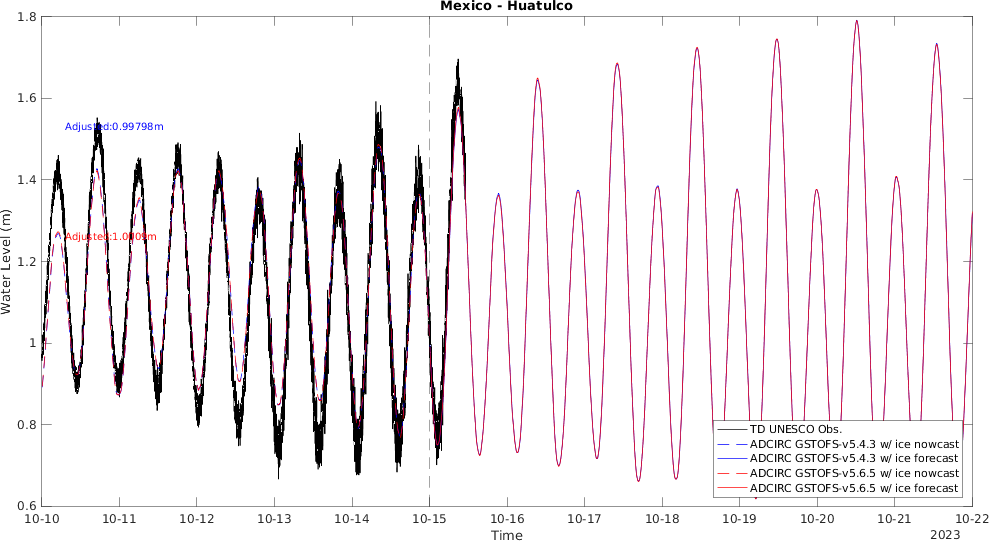 Mexico - Huatulco
Water Level (m)
1.8
1.6
1.4
1.2
1
0.8
0.6
Adjusted:0.99798m
Adjusted:1.0009m
TD UNESCO Obs.
ADCIRC GSTOFS-v5.4.3 w/ ice nowcast
ADCIRC GSTOFS-v5.4.3 w/ ice forecast
ADCIRC GSTOFS-v5.6.5 w/ ice nowcast
ADCIRC GSTOFS-v5.6.5 w/ ice forecast
10-10 10-11 10-12 10-13 10-14 10-15 10-16 10-17 10-18 10-19 10-20 10-21 10-22
Time
2023